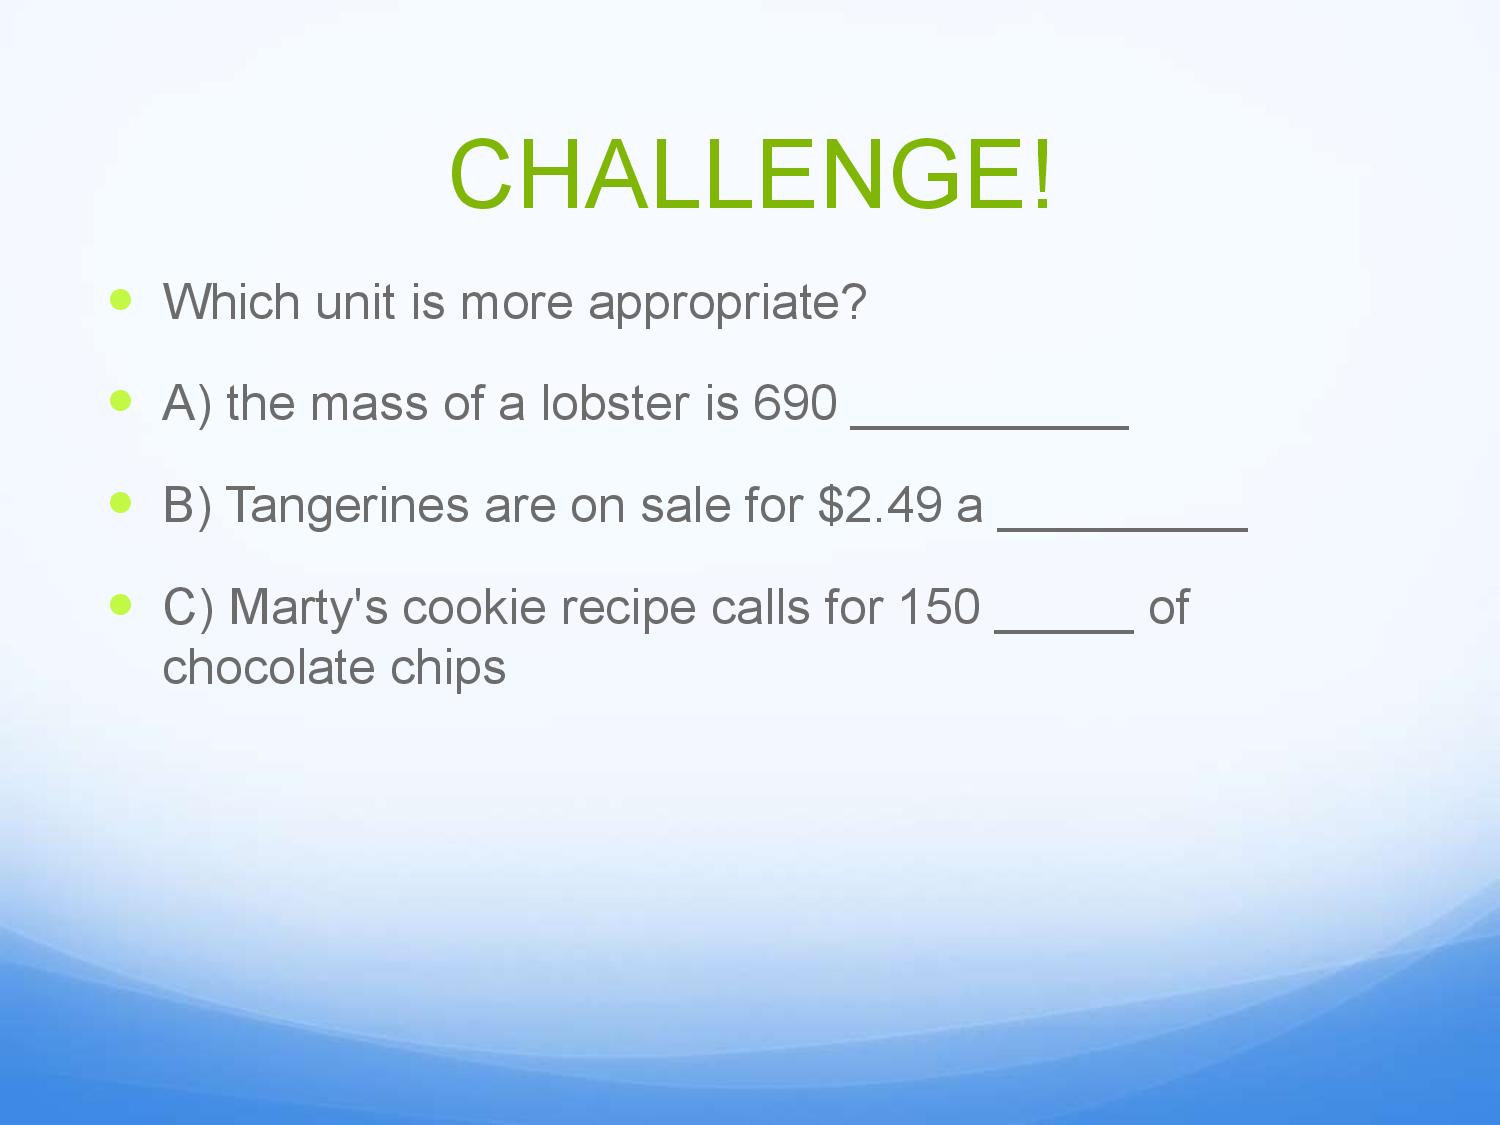 CHALLENGE!
Which unit is more appropriate?
A) the mass of a lobster is 690 __________
B) Tangerines are on sale for $2.49 a _________
C) Marty's cookie recipe calls for 150 _____ of
chocolate chips